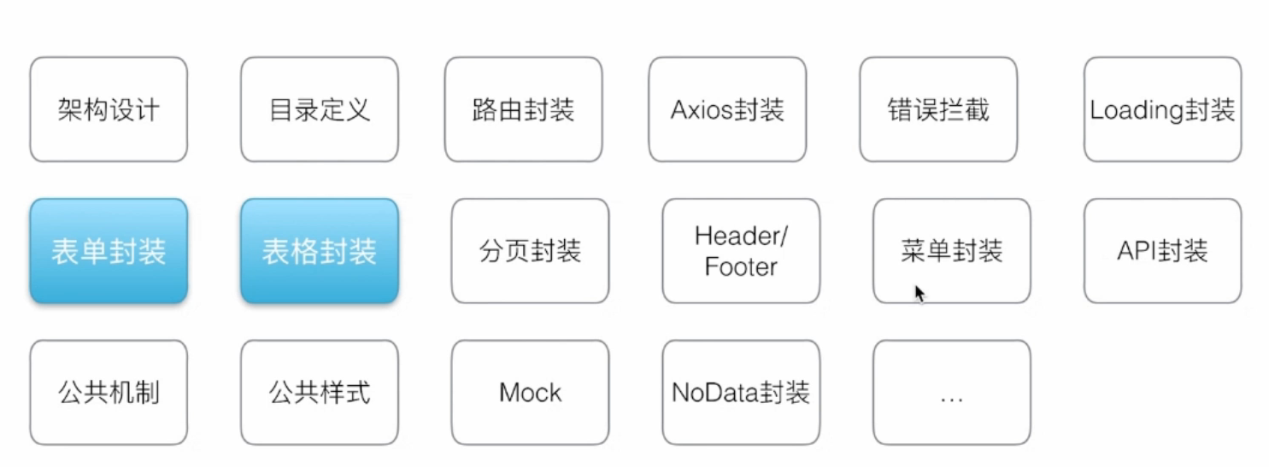 架构设计
目录定义
路由封装
Axios封装
错误拦截
Loading封装
表单封装
表格封装
分页封装
Header/
Footer
菜单封装
API封装
公共机制
公共样式
Mock
NoData封装
...